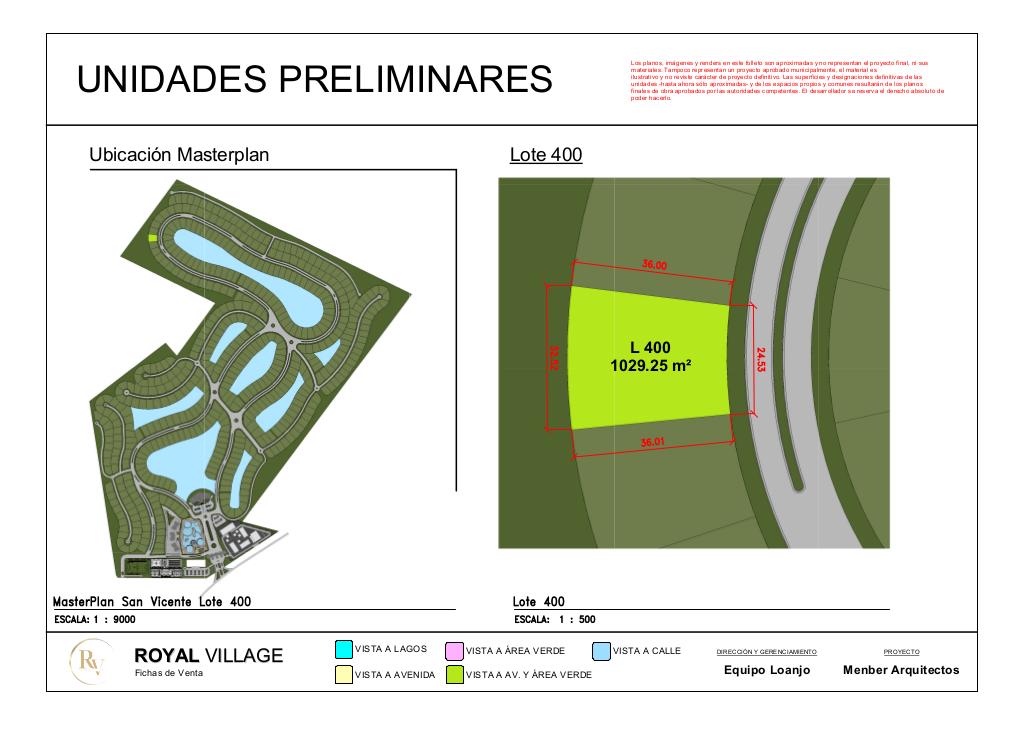 UNIDADES PRELIMINARES
Los planos, imágenes y renders en este folleto son aproximadas y no representan el proyecto final, ni sus
materiales. Tampoco representan un proyecto aprobado municipalmente, el material es
ilustrativo y no reviste carácter de proyecto definitivo. Las superficies y designaciones definitivas de las
unidades -hasta ahora sólo aproximadas- y de los espacios propios y comunes resultarán de los planos
finales de obra aprobados por las autoridades competentes. El desarrollador se reserva el derecho absoluto de
poder hacerlo.
Ubicación Masterplan
Lote 400
36.00
L 400
1029.25 m²
24.53
36.01
MasterPlan San Vicente Lote 400
ESCALA: 1 : 9000
Lote 400
ESCALA: 1 : 500
RV
ROYAL VILLAGE
Fichas de Venta
VISTA A LAGOS
VISTA A ÁREA VERDE
VISTA A CALLE
VISTA A AVENIDA
VISTA A AV. Y ÁREA VERDE
DIRECCIÓN Y GERENCIAMIENTO
Equipo Loanjo
PROYECTO
Menber Arquitectos